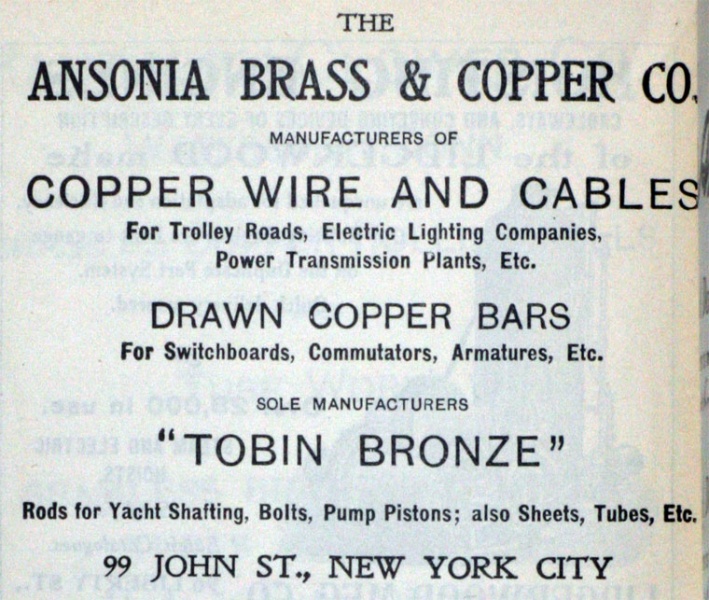 THE
ANSONIA BRASS & COPPER CO.
MANUFACTURERS OF
COPPER WIRE AND CABLES
For Trolley Roads, Electric Lighting Companies,
Power Transmission Plants, Etc.
DRAWN COPPER BARS
For Switchboards, Commutators, Armatures, Etc.
SOLE MANUFACTURERS
"TOBIN BRONZE"
Rods for Yacht Shafting, Bolts, Pump Pistons; also Sheets, Tubes, Etc.
99 JOHN ST., NEW YORK CITY